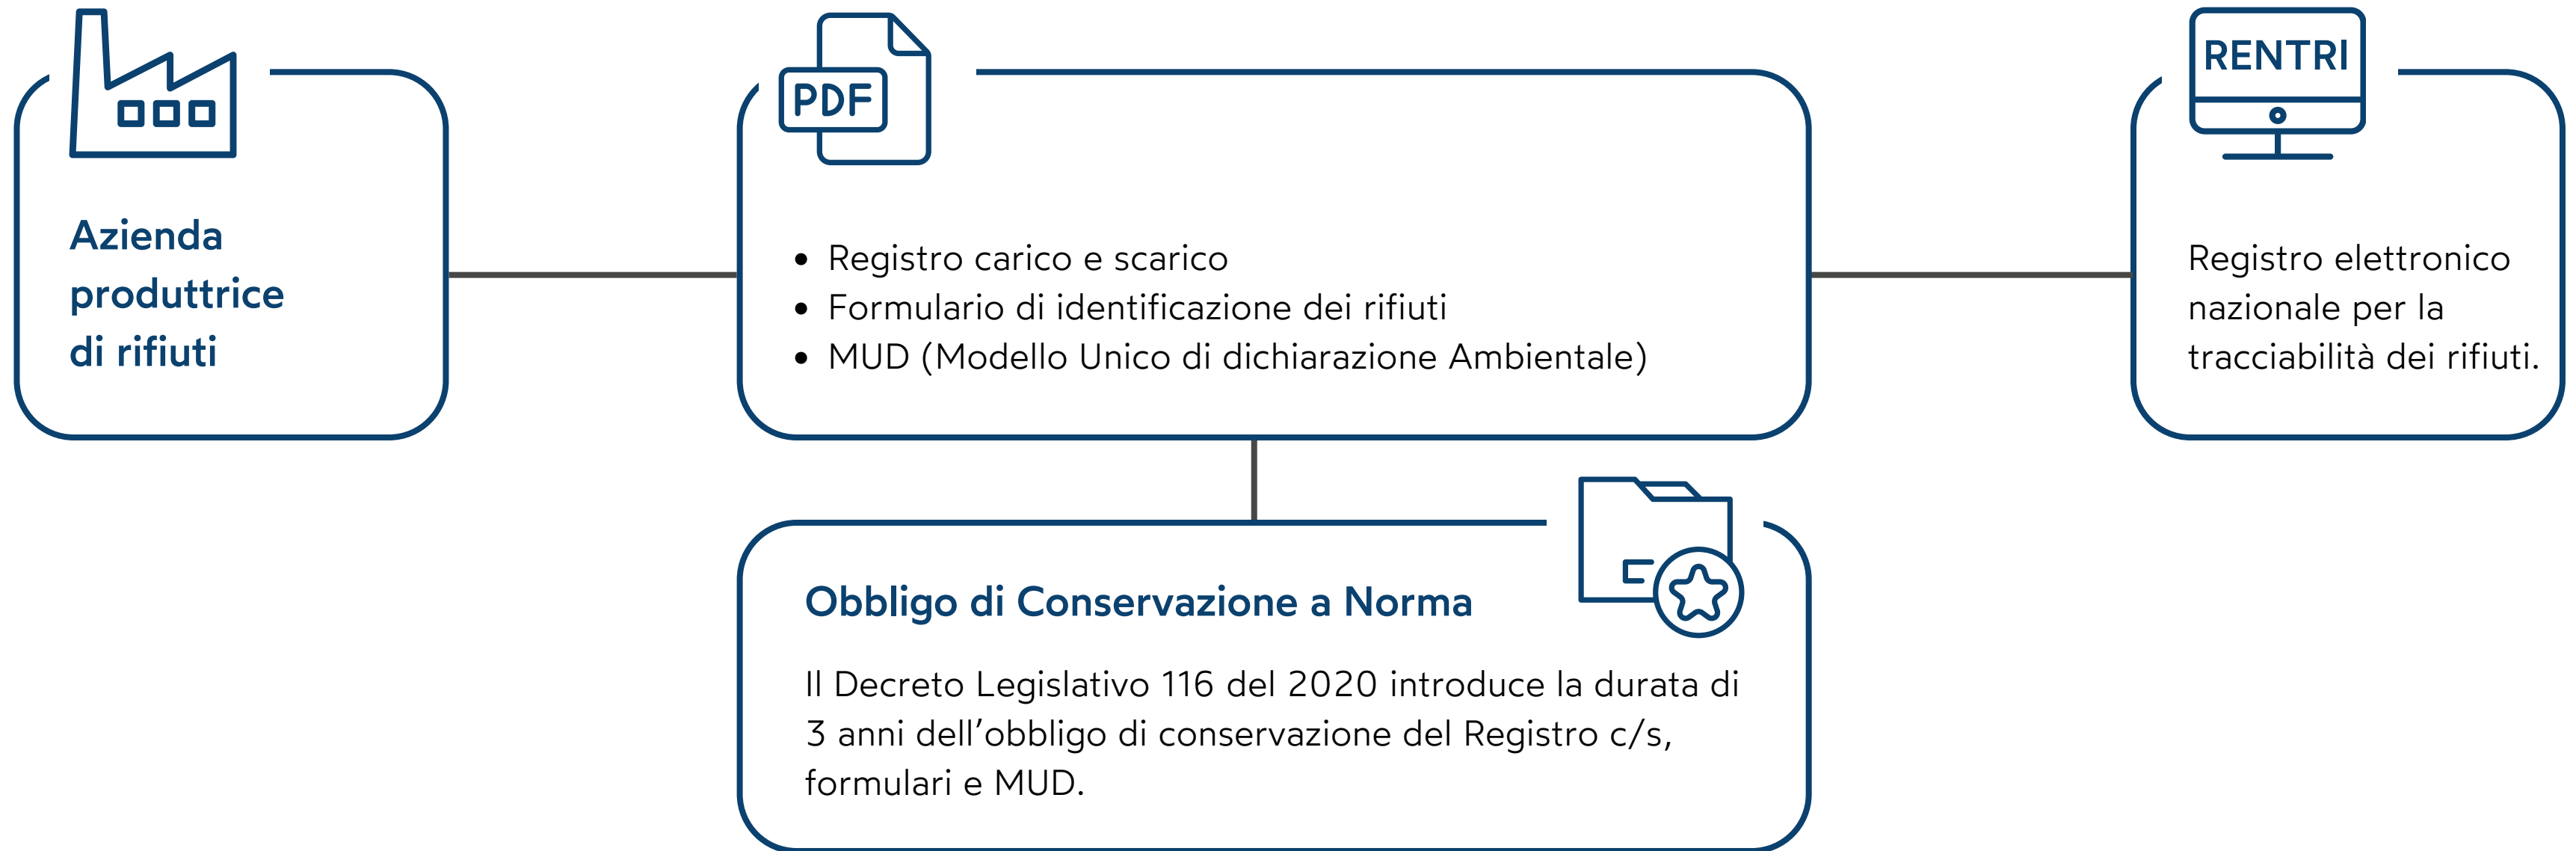 Azienda
produttrice
di rifiuti
PDF
• Registro carico e scarico
• Formulario di identificazione dei rifiuti
• MUD (Modello Unico di dichiarazione Ambientale)
RENTRI
Registro elettronico
nazionale per la
tracciabilità dei rifiuti.
Obbligo di Conservazione a Norma
Il Decreto Legislativo 116 del 2020 introduce la durata di
3 anni dell’obbligo di conservazione del Registro c/s,
formulari e MUD.